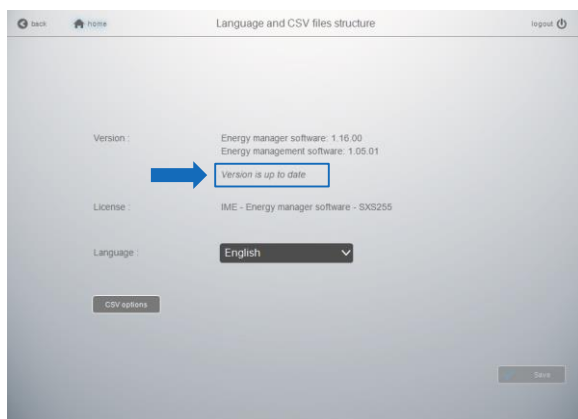 back
home
Language and CSV files structure
logout
Version :
Energy manager software: 1.16.00
Energy management software: 1.05.01
Version is up to date
License :
IME - Energy manager software - SXS255
Language :
English
CSV options
Save